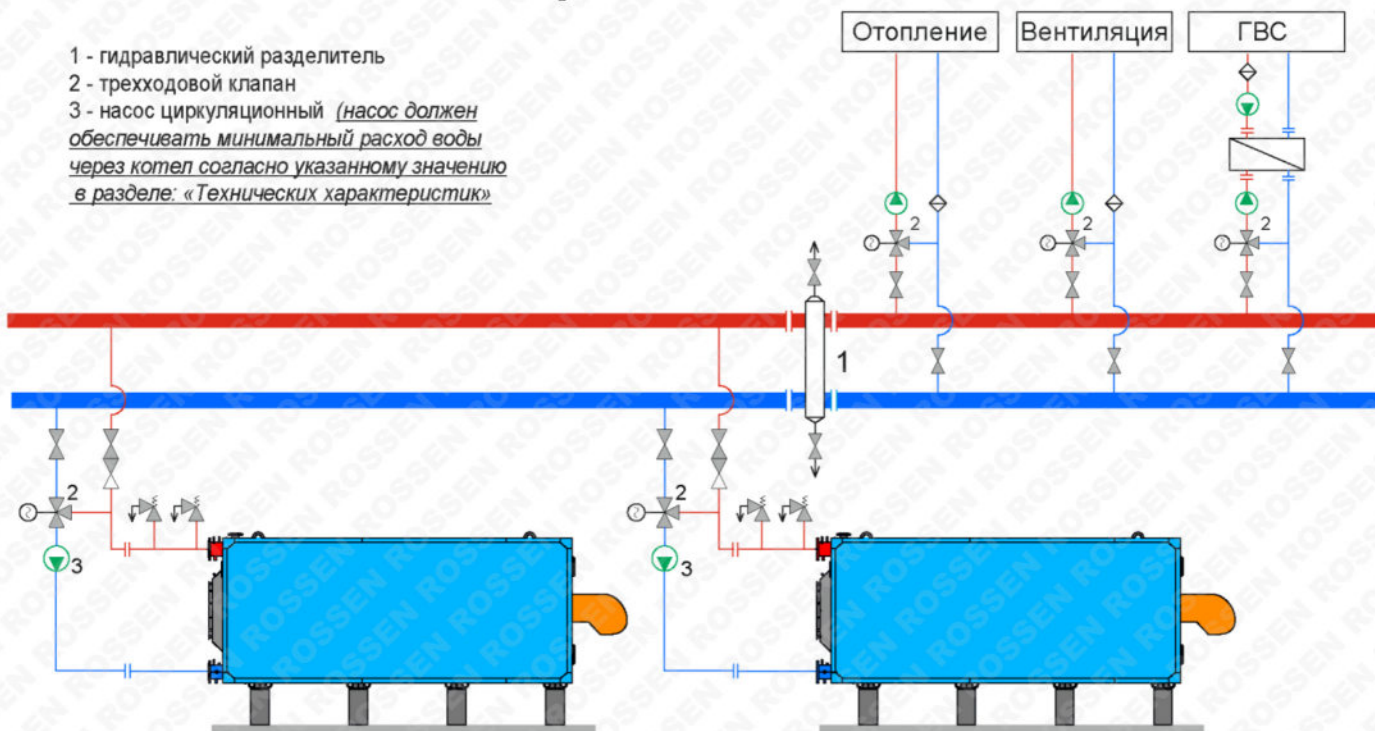 1 - гидравлический разделитель
2 - трехходовой клапан
3 - насос циркуляционный (насос должен
обеспечивать минимальный расход воды
через котел согласно указанному значению
в разделе: «Технических характеристик»
Отопление
Вентиляция
ГВС
2
2
2
1
2
3
2
3
ROSSEN